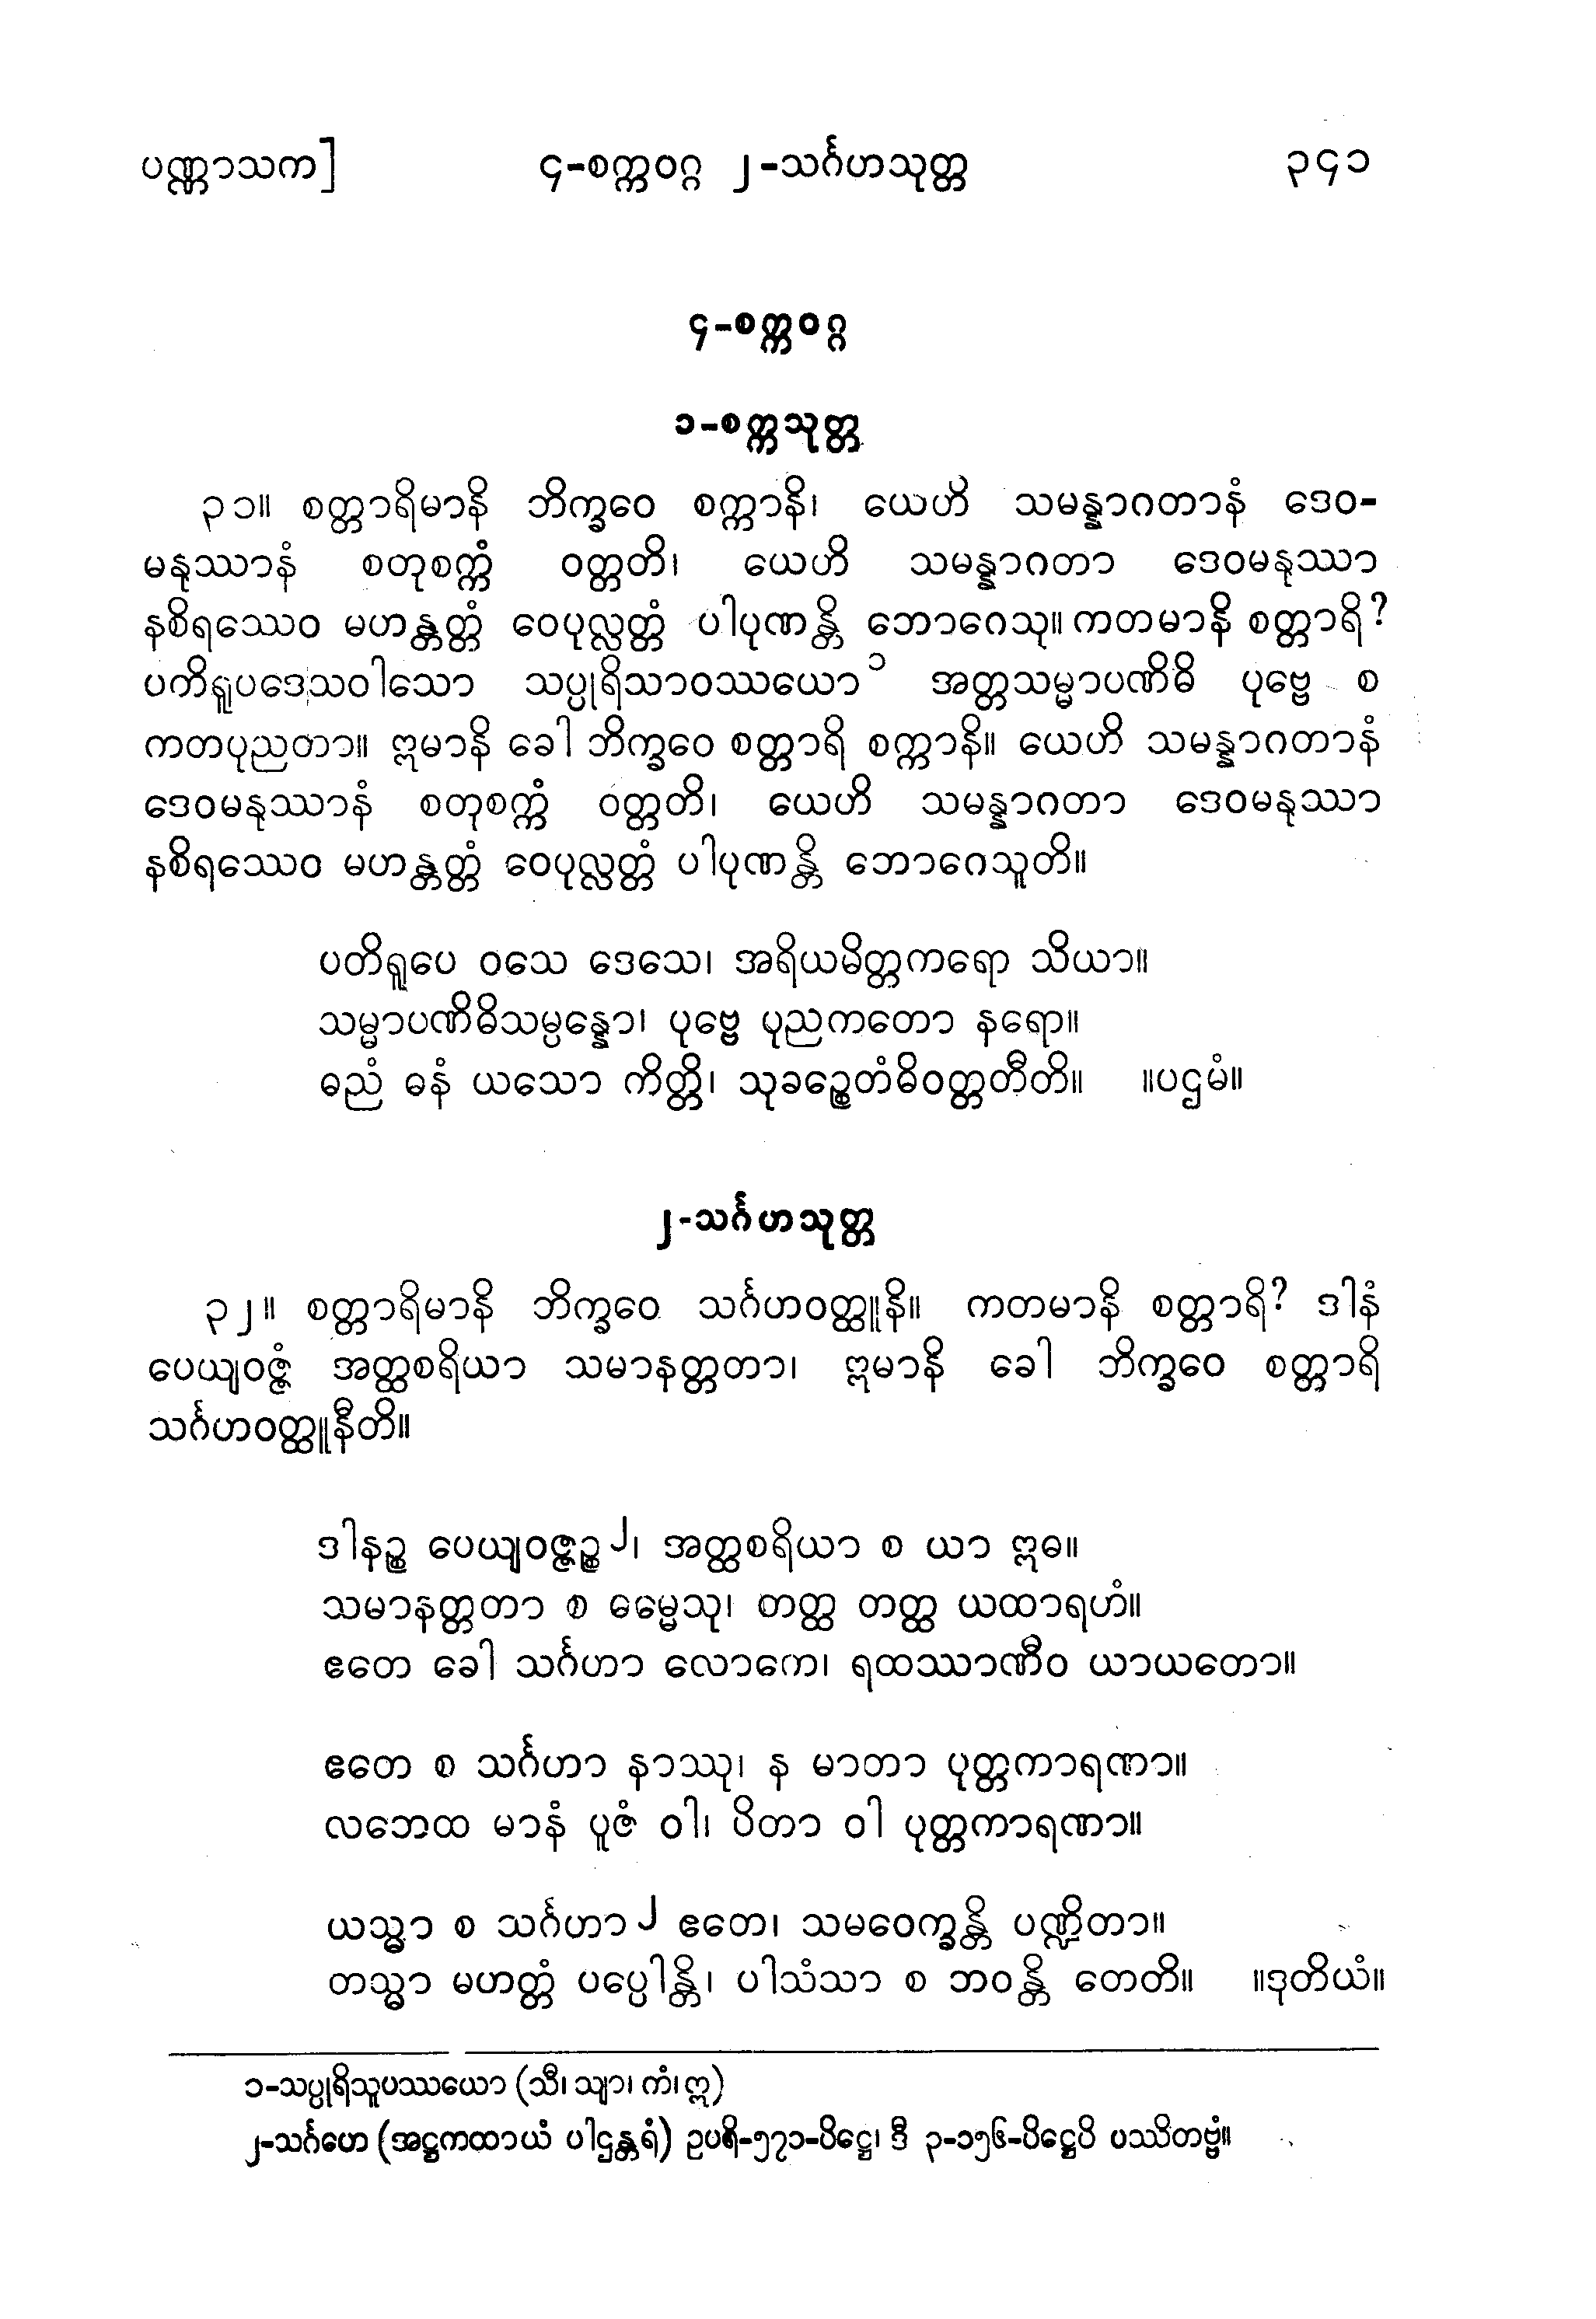 ပဏ္ဏာသက] ၄-စက္ကဝဂ္ဂ ၂-သင်္ဂဟသုတ္တ ၃၄၁
၄-စက္ကဝဂ္ဂ
၁-စက္ကသုတ္တ
၃၁။ စတ္တာရိမာနိ ဘိက္ခဝေ စက္ကာနိ၊ ယေဟိ သမန္နာဂတာနံ ဒေဝ-
မနုဿာနံ စတုစက္ကံ ဝတ္တတိ၊ ယေဟိ သမန္နာဂတာ ဒေဝမနုဿာ
နစိရဿေဝ မဟန္တတ္တံ ဝေပုလ္လတ္တံ ပါပုဏန္တိ ဘောဂေသု။ ကတမာနိ စတ္တာရိ?
ပကိရူပဒေသဝါသော သပ္ပုရိသာဝဿယော၁ အတ္တသမ္မာပဏိဓိ ပုဗ္ဗေ စ
ကတပုညတာ။ ဣမာနိ ခေါ ဘိက္ခဝေ စတ္တာရိ စက္ကာနိ။ ယေဟိ သမန္နာဂတာနံ
ဒေဝမနုဿာနံ စတုစက္ကံ ဝတ္တတိ၊ ယေဟိ သမန္နာဂတာ ဒေဝမနုဿာ
နစိရဿေဝ မဟန္တတ္တံ ဝေပုလ္လတ္တံ ပါပုဏန္တိ ဘောဂေသူတိ။
ပတိရူပေ ဝသေ ဒေသေ၊ အရိယမိတ္တကရော သိယာ။
သမ္မာပဏိဓိသမ္ပန္နော၊ ပုဗ္ဗေ ပုညကတော နရော။
ဓညံ ဓနံ ယသော ကိတ္တိ၊ သုခဉ္စေတံဓိဝတ္တတီတိ။ ။ပဌမံ။
၂-သင်္ဂဟသုတ္တ
၃၂။ စတ္တာရိမာနိ ဘိက္ခဝေ သင်္ဂဟဝတ္ထူနိ။ ကတမာနိ စတ္တာရိ? ဒါနံ
ပေယျဝဇ္ဇံ အတ္ထစရိယာ သမာနတ္တတာ၊ ဣမာနိ ခေါ ဘိက္ခဝေ စတ္တာရိ
သင်္ဂဟဝတ္ထူနီတိ။
ဒါနဉ္စ ပေယျဝဇ္ဇဉ္စ၂၊ အတ္ထစရိယာ စ ယာ ဣဓ။
သမာနတ္တတာ စ ဓမ္မေသု၊ တတ္ထ တတ္ထ ယထာရဟံ။
ဧတေ ခေါ သင်္ဂဟာ လောကေ၊ ရထဿာဏီဝ ယာယတော။
ဧတေ စ သင်္ဂဟာ နာဿု၊ န မာတာ ပုတ္တကာရဏာ။
လဘေထ မာနံ ပူဇံ ဝါ၊ ပိတာ ဝါ ပုတ္တကာရဏာ။
ယသ္မာ စ သင်္ဂဟာ၂ ဧတေ၊ သမဝေက္ခန္တိ ပဏ္ဍိတာ။
တသ္မာ မဟတ္တံ ပပ္ပေါန္တိ၊ ပါသံသာ စ ဘဝန္တိ တေတိ။ ။ဒုတိယံ။
၁-သပ္ပုရိသူပဿယော (သီ၊ သျာ၊ ကံ၊ ဣ)
၂-သင်္ဂဟေ (အဋ္ဌကထာယံ ပါဌန္တရံ) ဥပရိ-၅၇၁-ပိဋ္ဌေ၊ ဒီ ၃-၁၅၆-ပိဋ္ဌေပိ ပဿိတဗ္ဗံ။